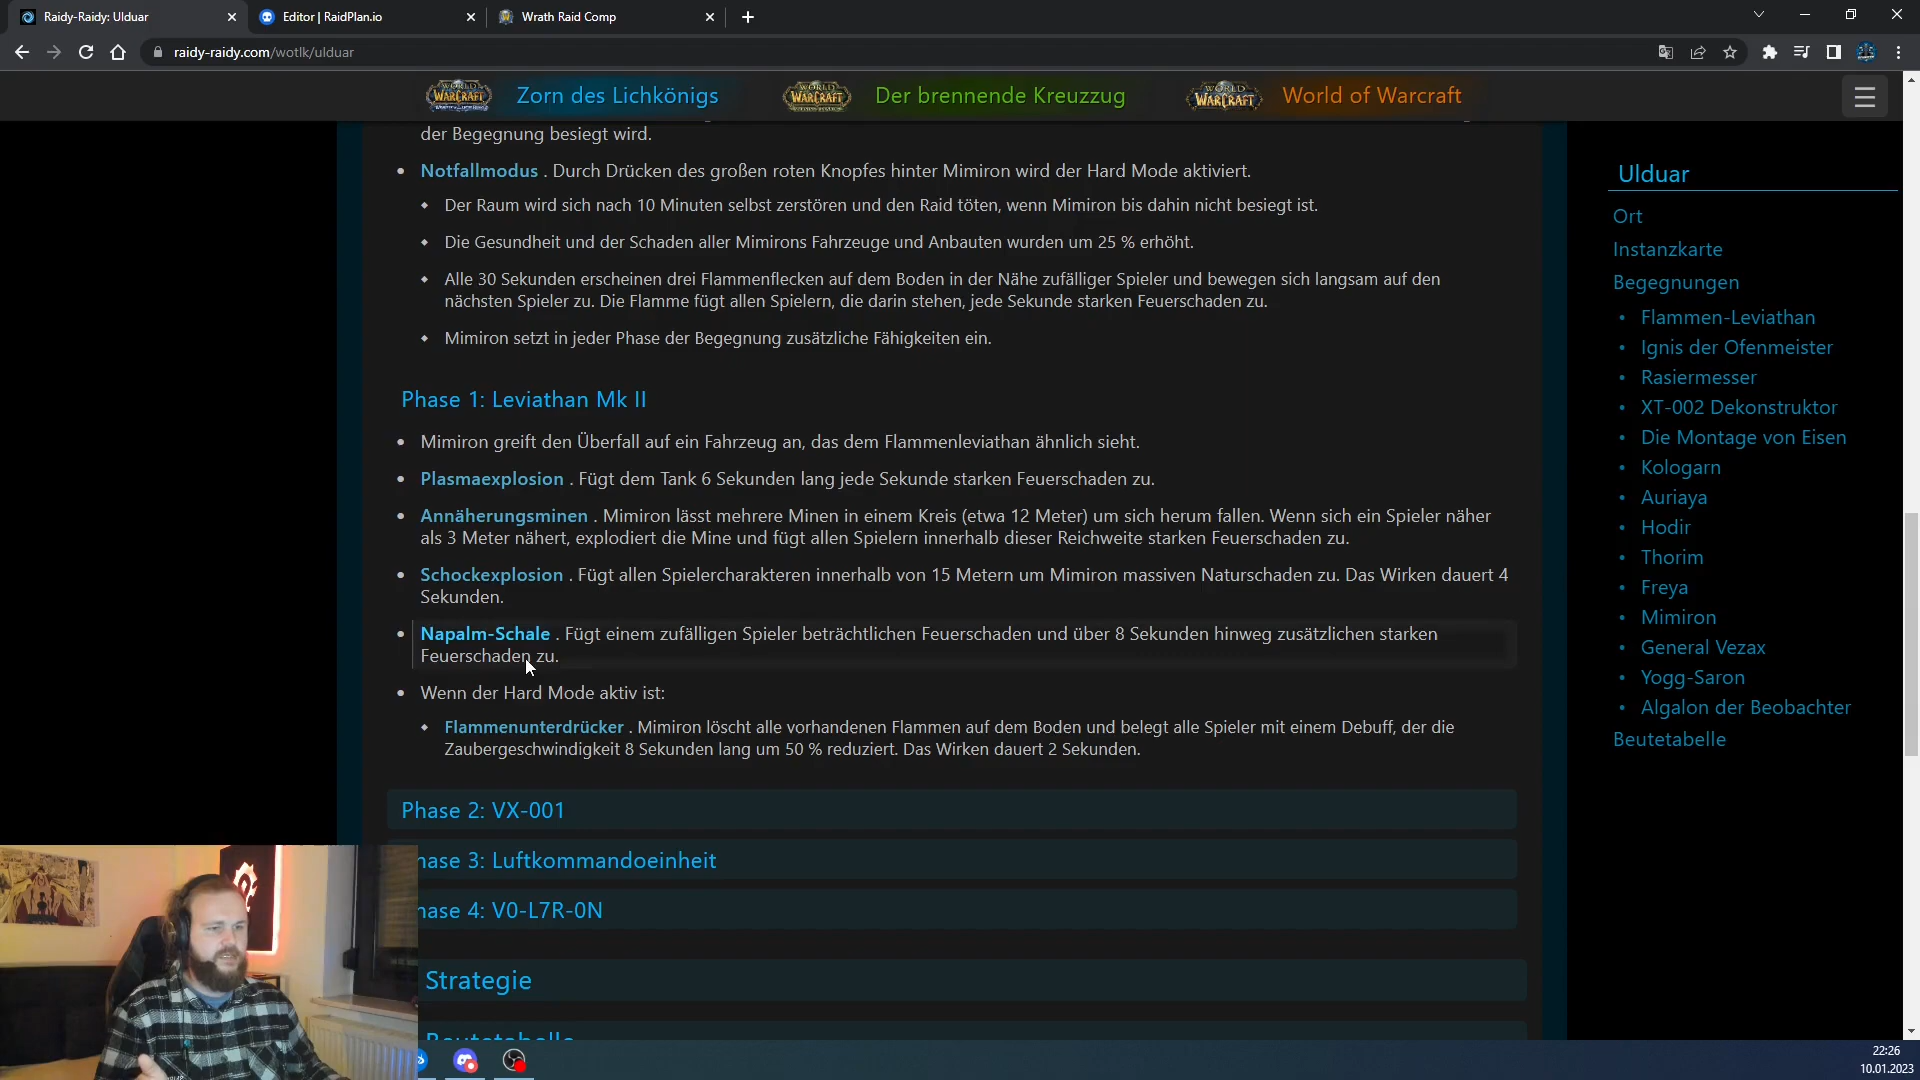 Raidy-Raidy: Ulduar
Editor | RaidPlan.io
Wrath Raid Comp
raidy-raidy.com/wotlk/ulduar
Zorn des Lichkönigs
Der brennende Kreuzzug
World of Warcraft
der Begegnung besiegt wird.
Notfallmodus . Durch Drücken des großen roten Knopfes hinter Mimiron wird der Hard Mode aktiviert.
Der Raum wird sich nach 10 Minuten selbst zerstören und den Raid töten, wenn Mimiron bis dahin nicht besiegt ist.
Die Gesundheit und der Schaden aller Mimirons Fahrzeuge und Anbauten wurden um 25 % erhöht.
Alle 30 Sekunden erscheinen drei Flammenflecken auf dem Boden in der Nähe zufälliger Spieler und bewegen sich langsam auf den
nächsten Spieler zu. Die Flamme fügt allen Spielern, die darin stehen, jede Sekunde starken Feuerschaden zu.
Mimiron setzt in jeder Phase der Begegnung zusätzliche Fähigkeiten ein.
Phase 1: Leviathan Mk II
Mimiron greift den Überfall auf ein Fahrzeug an, das dem Flammenleviathan ähnlich sieht.
Plasmaexplosion . Fügt dem Tank 6 Sekunden lang jede Sekunde starken Feuerschaden zu.
Annäherungsminen . Mimiron lässt mehrere Minen in einem Kreis (etwa 12 Meter) um sich herum fallen. Wenn sich ein Spieler näher
als 3 Meter nähert, explodiert die Mine und fügt allen Spielern innerhalb dieser Reichweite starken Feuerschaden zu.
Schockexplosion . Fügt allen Spielercharakteren innerhalb von 15 Metern um Mimiron massiven Naturschaden zu. Das Wirken dauert 4
Sekunden.
Napalm-Schale . Fügt einem zufälligen Spieler beträchtlichen Feuerschaden und über 8 Sekunden hinweg zusätzlichen starken
Feuerschaden zu.
Wenn der Hard Mode aktiv ist:
Flammenunterdrücker . Mimiron löscht alle vorhandenen Flammen auf dem Boden und belegt alle Spieler mit einem Debuff, der die
Zaubergeschwindigkeit 8 Sekunden lang um 50 % reduziert. Das Wirken dauert 2 Sekunden.
Phase 2: VX-001
hase 3: Luftkommandoeinheit
hase 4: V0-L7R-0N
Strategie
Beutetabelle
Ulduar
Ort
Instanzkarte
Begegnungen
Flammen-Leviathan
Ignis der Ofenmeister
Rasiermesser
XT-002 Dekonstruktor
Die Montage von Eisen
Kologarn
Auriaya
Hodir
Thorim
Freya
Mimiron
General Vezax
Yogg-Saron
Algalon der Beobachter
Beutetabelle
22:26
10.01.2023